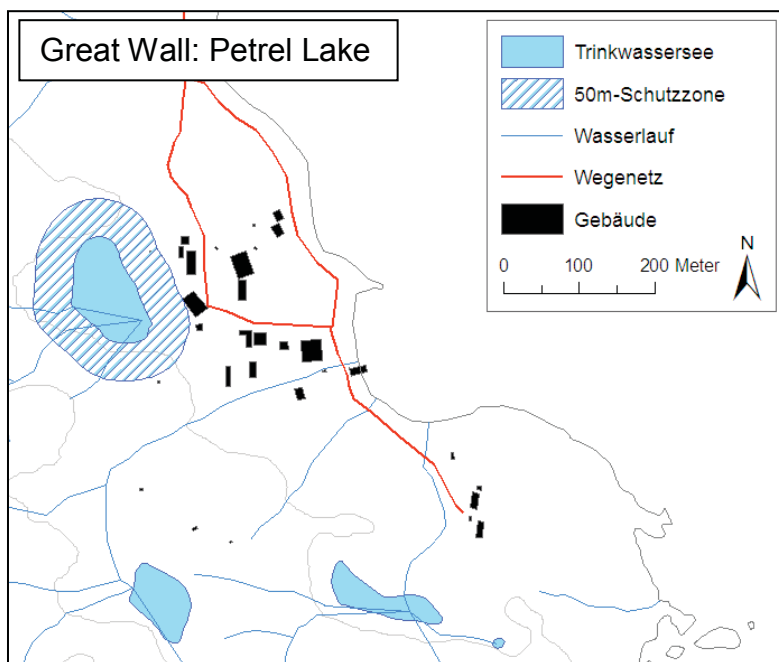 Great Wall: Petrel Lake
Trinkwassersee
50m-Schutzzone
Wasserlauf
Wegenetz
Gebäude
0 100 200 Meter
N